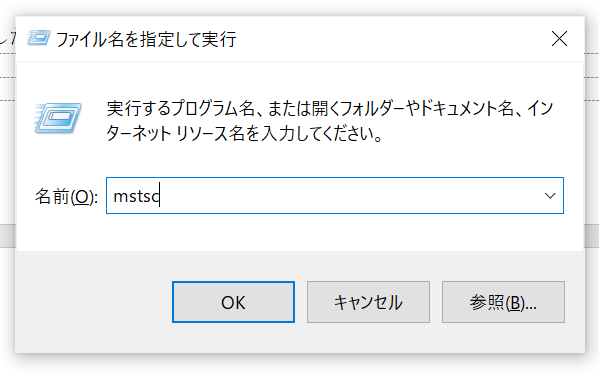 した
ファイル名を指定して実行
実行するプログラム名、または開くフォルダーやドキュメント名、イン
ターネット リソース名を入力してください。
名前(O):
mstsc
OK
キャンセル
参照(B)...